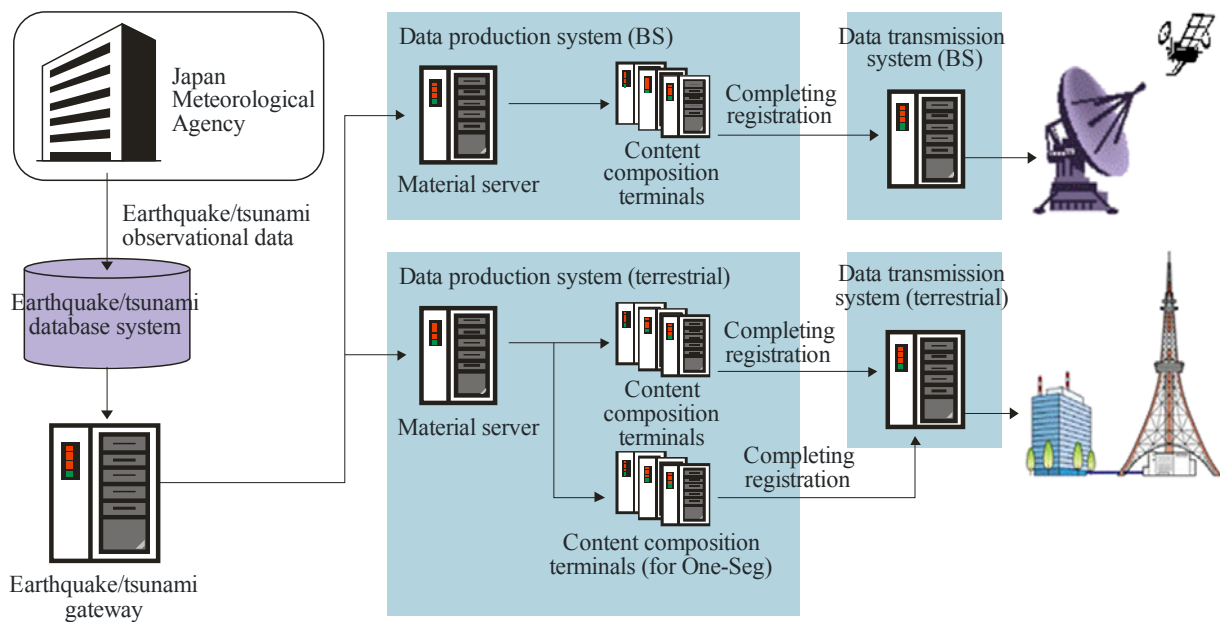 Japan
Meteorological
Agency
Earthquake/tsunami
observational data
Earthquake/tsunami
database system
Earthquake/tsunami
gateway
Data production system (BS)
Material server
Content
composition
terminals
Completing
registration
Data transmission
system (BS)
Data production system (terrestrial)
Material server
Content
composition
terminals
Completing
registration
Content composition
terminals (for One-Seg)
Completing
registration
Data transmission
system (terrestrial)